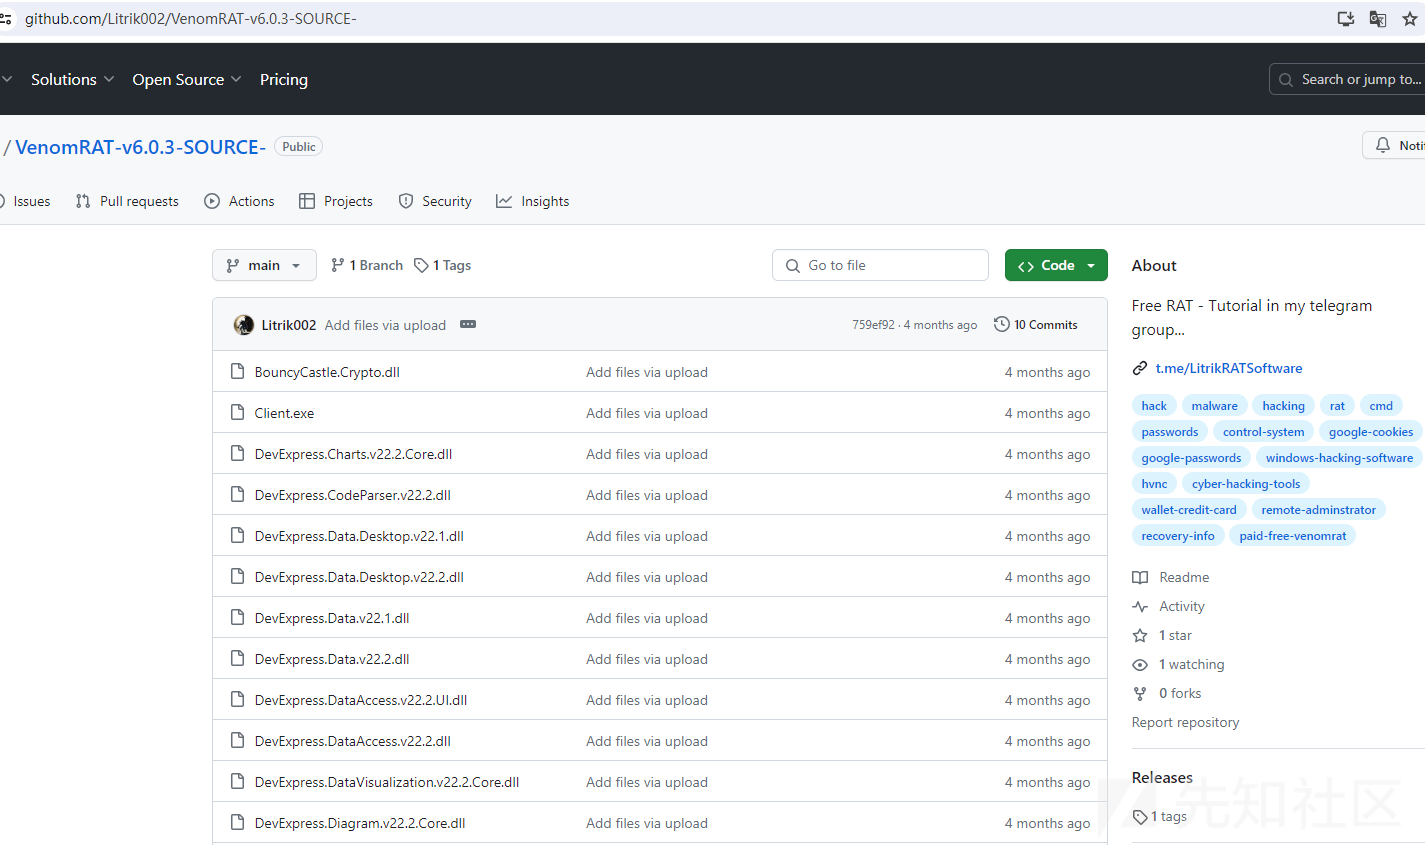 github.com/Litrik002/VenomRAT-v6.0.3-SOURCE-
Solutions Open Source Pricing
Search or jump to...
/ VenomRAT-v6.0.3-SOURCE- Public
Noti
Issues Pull requests Actions Projects Security Insights
main 1 Branch 1 Tags Go to file Code
Litrik002 Add files via upload 759ef92 · 4 months ago 10 Commits
BouncyCastle.Crypto.dll Add files via upload 4 months ago
Client.exe Add files via upload 4 months ago
DevExpress.Charts.v22.2.Core.dll Add files via upload 4 months ago
DevExpress.CodeParser.v22.2.dll Add files via upload 4 months ago
DevExpress.Data.Desktop.v22.1.dll Add files via upload 4 months ago
DevExpress.Data.Desktop.v22.2.dll Add files via upload 4 months ago
DevExpress.Data.v22.1.dll Add files via upload 4 months ago
DevExpress.Data.v22.2.dll Add files via upload 4 months ago
DevExpress.DataAccess.v22.2.UI.dll Add files via upload 4 months ago
DevExpress.DataAccess.v22.2.dll Add files via upload 4 months ago
DevExpress.DataVisualization.v22.2.Core.dll Add files via upload 4 months ago
DevExpress.Diagram.v22.2.Core.dll Add files via upload 4 months ago
About
Free RAT - Tutorial in my telegram
group...
t.me/LitrikRATSoftware
hack malware hacking rat cmd
passwords control-system google-cookies
google-passwords windows-hacking-software
hvnc cyber-hacking-tools
wallet-credit-card remote-adminstrator
recovery-info paid-free-venomrat
Readme
Activity
1 star
1 watching
0 forks
Report repository
Releases
1 tags
先知社区